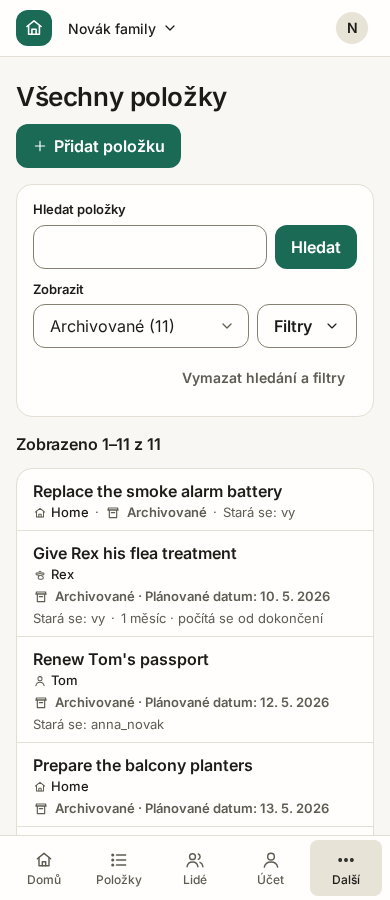 Novák family
N
Všechny položky
+ Přidat položku
Hledat položky
Hledat
Zobrazit
Archivované (11)
Filtry
Vymazat hledání a filtry
Zobrazeno 1–11 z 11
Replace the smoke alarm battery
Home · Archivované · Stará se: vy
Give Rex his flea treatment
Rex
Archivované · Plánované datum: 10. 5. 2026
Stará se: vy · 1 měsíc · počítá se od dokončení
Renew Tom's passport
Tom
Archivované · Plánované datum: 12. 5. 2026
Stará se: anna_novak
Prepare the balcony planters
Home
Archivované · Plánované datum: 13. 5. 2026
Domů
Položky
Lidé
Účet
Další